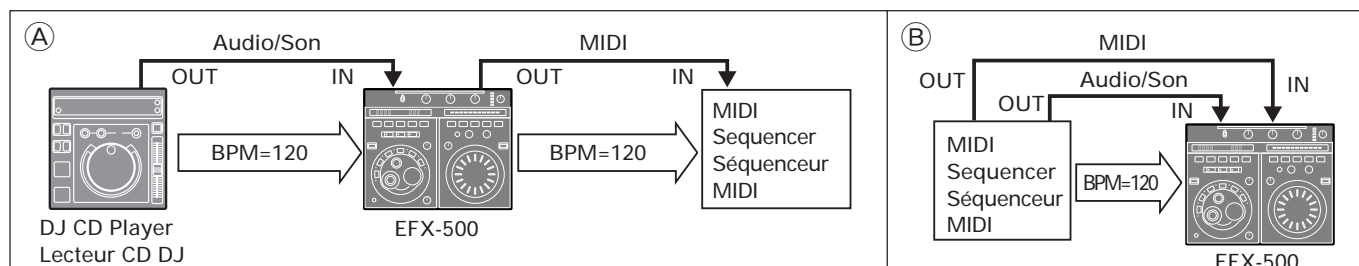 Ⓐ
Audio/Son
MIDI
OUT
IN
OUT
IN
BPM=120
BPM=120
MIDI
Sequencer
Séquenceur
MIDI
DJ CD Player
Lecteur CD DJ
EFX-500
Ⓑ
MIDI
OUT
Audio/Son
IN
OUT
IN
MIDI
Sequencer
Séquenceur
MIDI
BPM=120
EFX-500